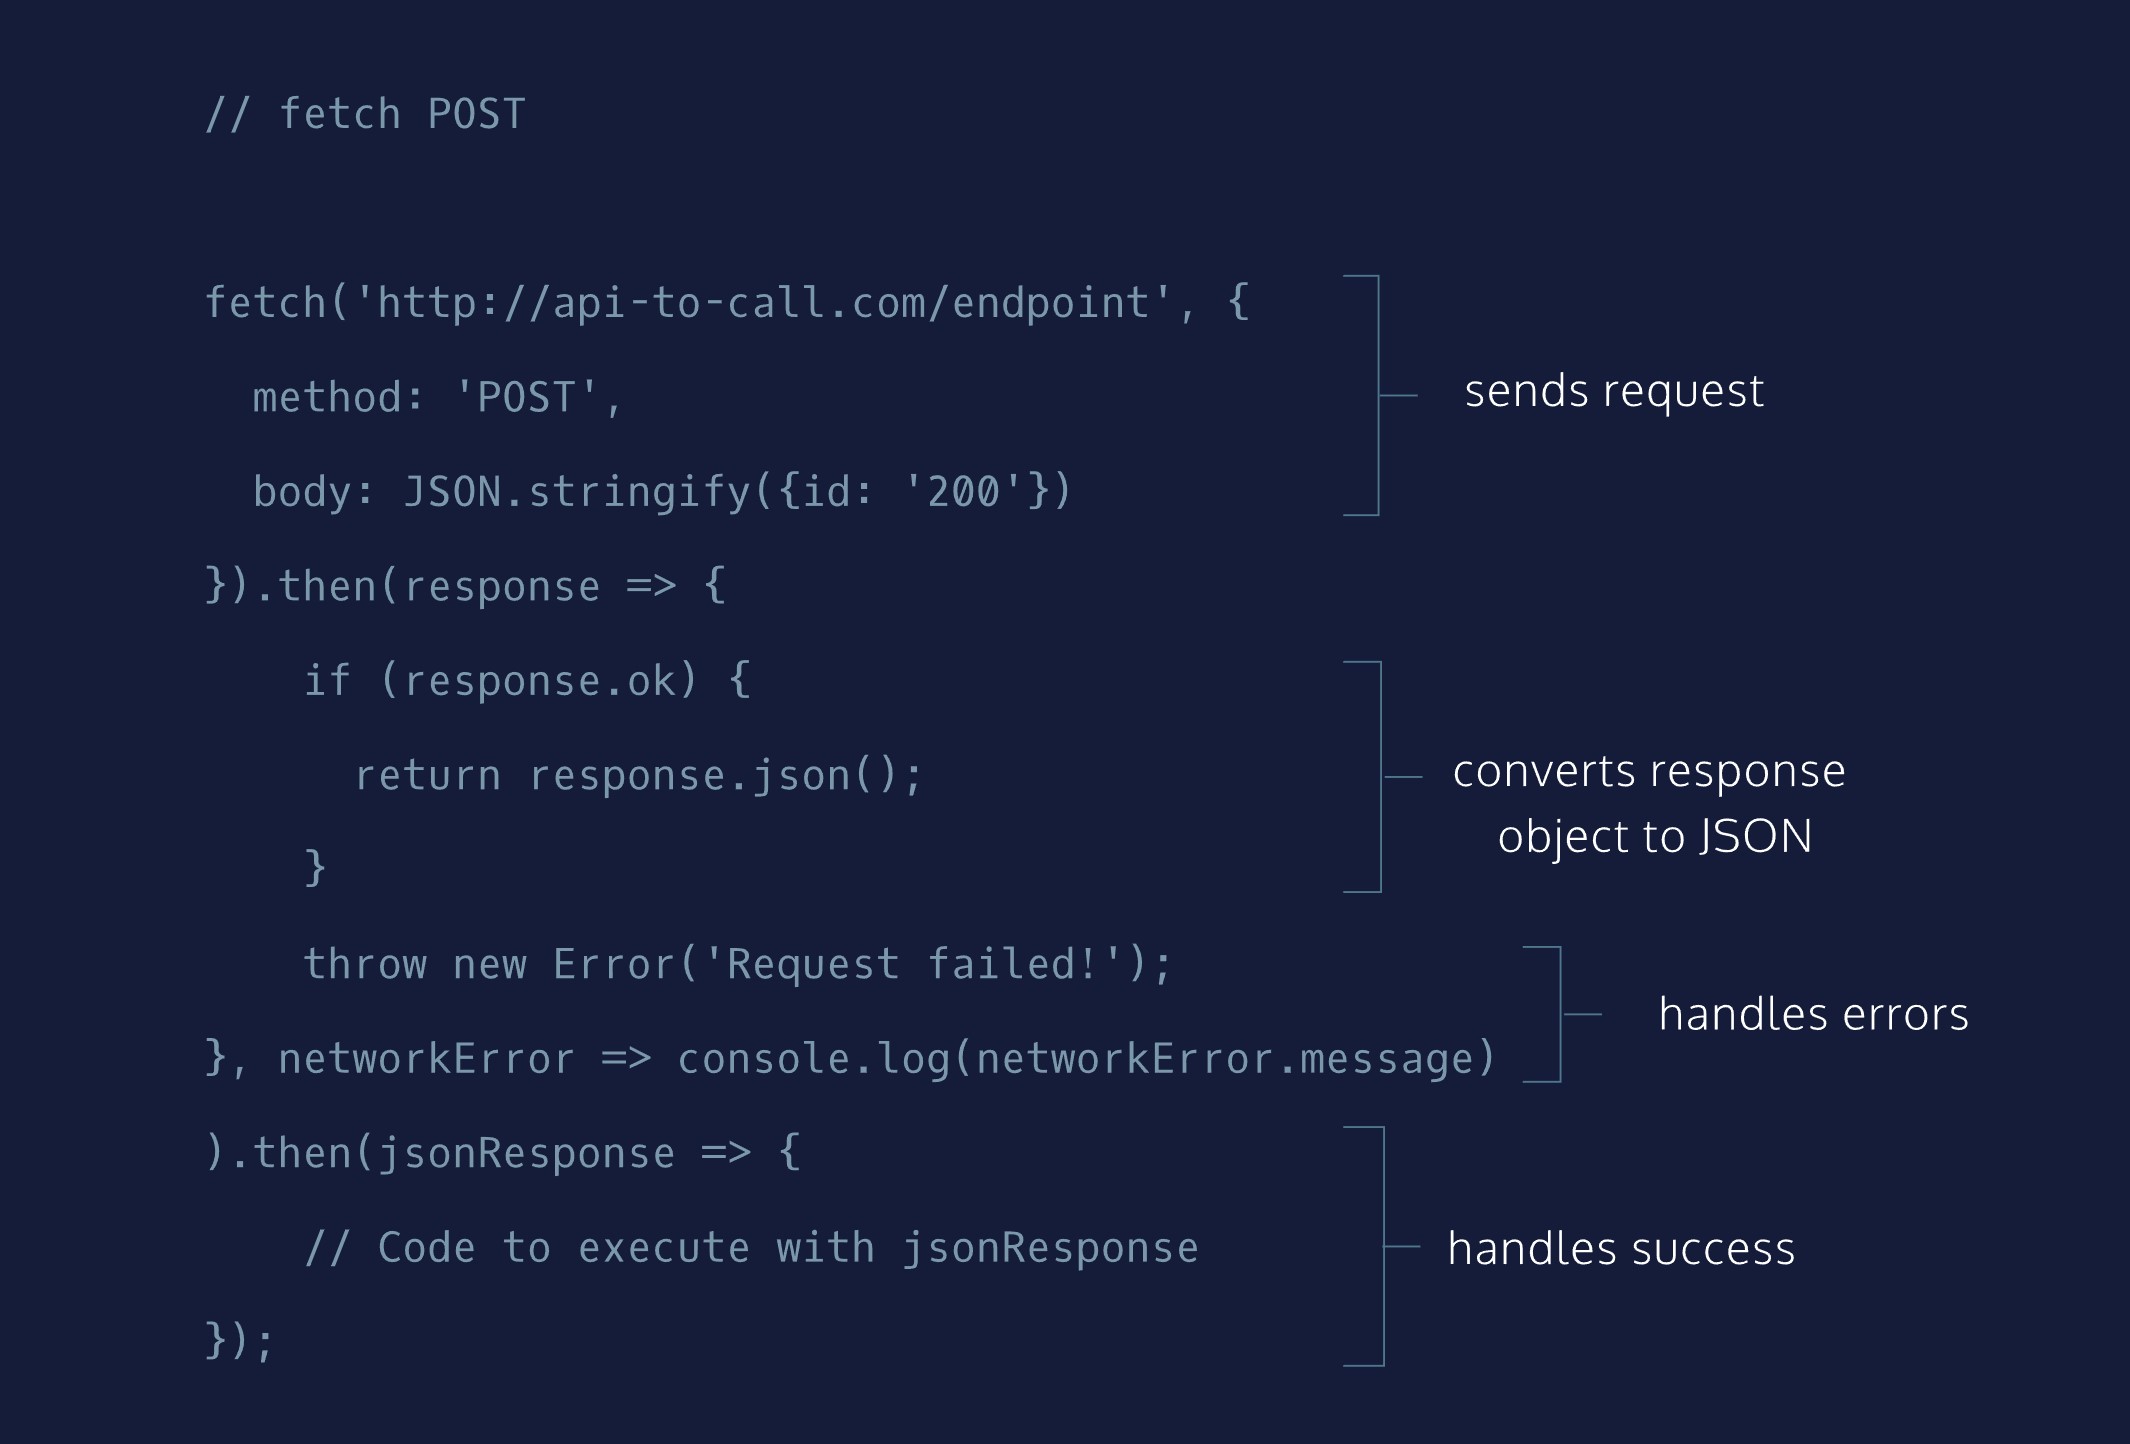 // fetch POST
fetch('http://api-to-call.com/endpoint', {
method: 'POST',
sends request
body: JSON.stringify({id: '200'})
}).then(response => {
if (response.ok) {
return response.json();
converts response
object to JSON
}
throw new Error('Request failed!');
handles errors
}, networkError => console.log(networkError.message)
).then(jsonResponse => {
// Code to execute with jsonResponse
handles success
});